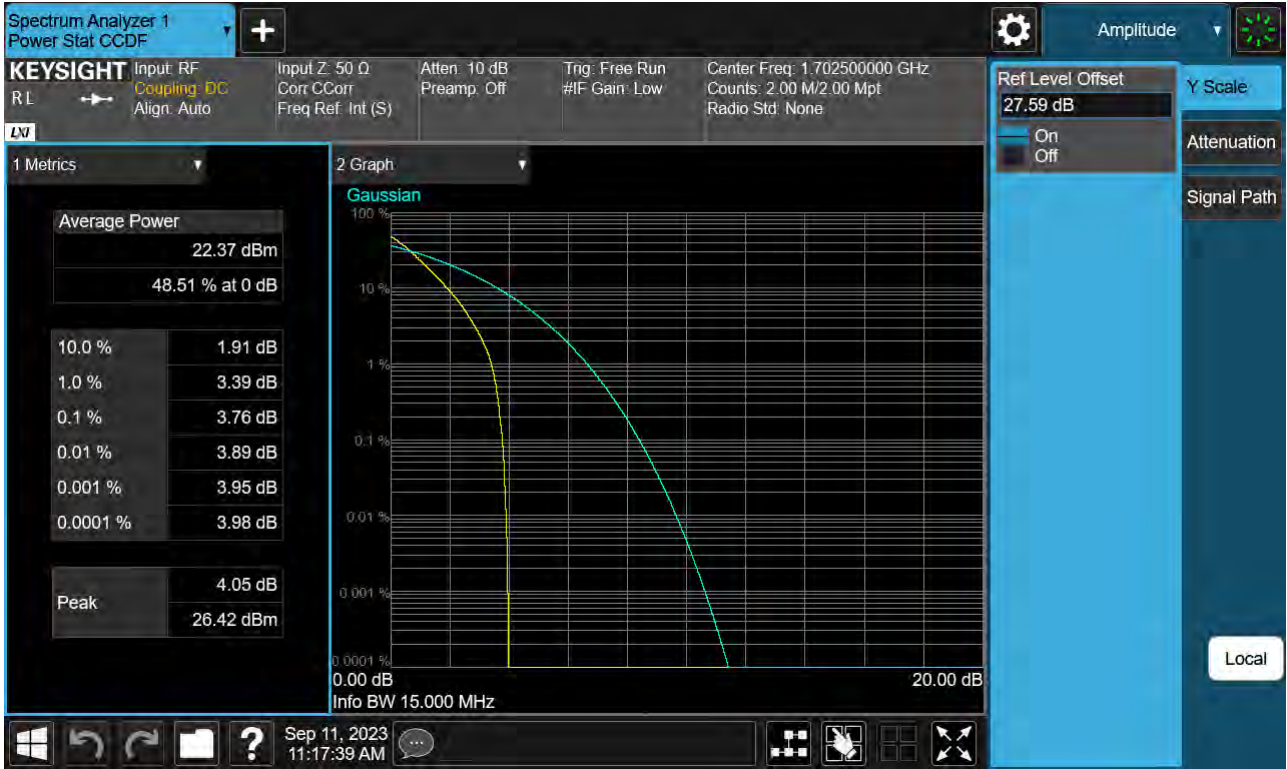 Spectrum Analyzer 1
Power Stat CCDF
Amplitude
KEYSIGHT
RL
LXI
Input: RF
Coupling: DC
Align: Auto
Input Z: 50 Ω
Corr CCorr
Freq Ref: Int (S)
Atten: 10 dB
Preamp: Off
Trig: Free Run
#IF Gain: Low
Center Freq: 1.702500000 GHz
Counts: 2.00 M/2.00 Mpt
Radio Std: None
Ref Level Offset
27.59 dB
On
Off
Y Scale
Attenuation
Signal Path
Local
1 Metrics
Average Power
22.37 dBm
48.51 % at 0 dB
10.0 % 1.91 dB
1.0 % 3.39 dB
0.1 % 3.76 dB
0.01 % 3.89 dB
0.001 % 3.95 dB
0.0001 % 3.98 dB
Peak
4.05 dB
26.42 dBm
2 Graph
Gaussian
100 %
10 %
1 %
0.1 %
0.01 %
0.001 %
0.0001 %
0.00 dB 20.00 dB
Info BW 15.000 MHz
?
Sep 11, 2023
11:17:39 AM